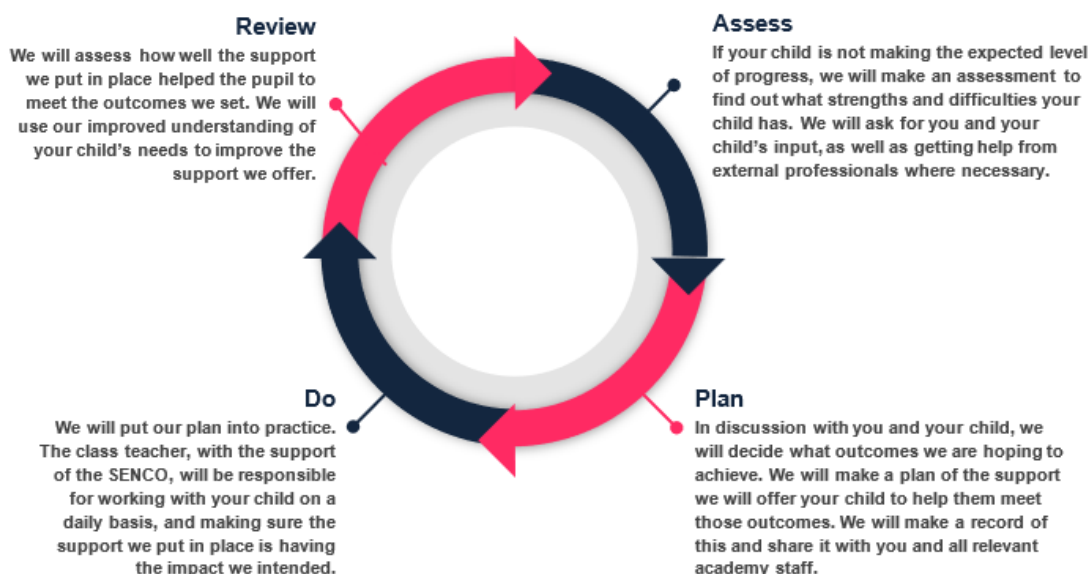 Review
We will assess how well the support
we put in place helped the pupil to
meet the outcomes we set. We will
use our improved understanding of
your child's needs to improve the
support we offer.
Assess
If your child is not making the expected level
of progress, we will make an assessment to
find out what strengths and difficulties your
child has. We will ask for you and your
child's input, as well as getting help from
external professionals where necessary.
Do
We will put our plan into practice.
The class teacher, with the support
of the SENCO, will be responsible
for working with your child on a
daily basis, and making sure the
support we put in place is having
the impact we intended.
Plan
In discussion with you and your child, we
will decide what outcomes we are hoping to
achieve. We will make a plan of the support
we will offer your child to help them meet
those outcomes. We will make a record of
this and share it with you and all relevant
academy staff.